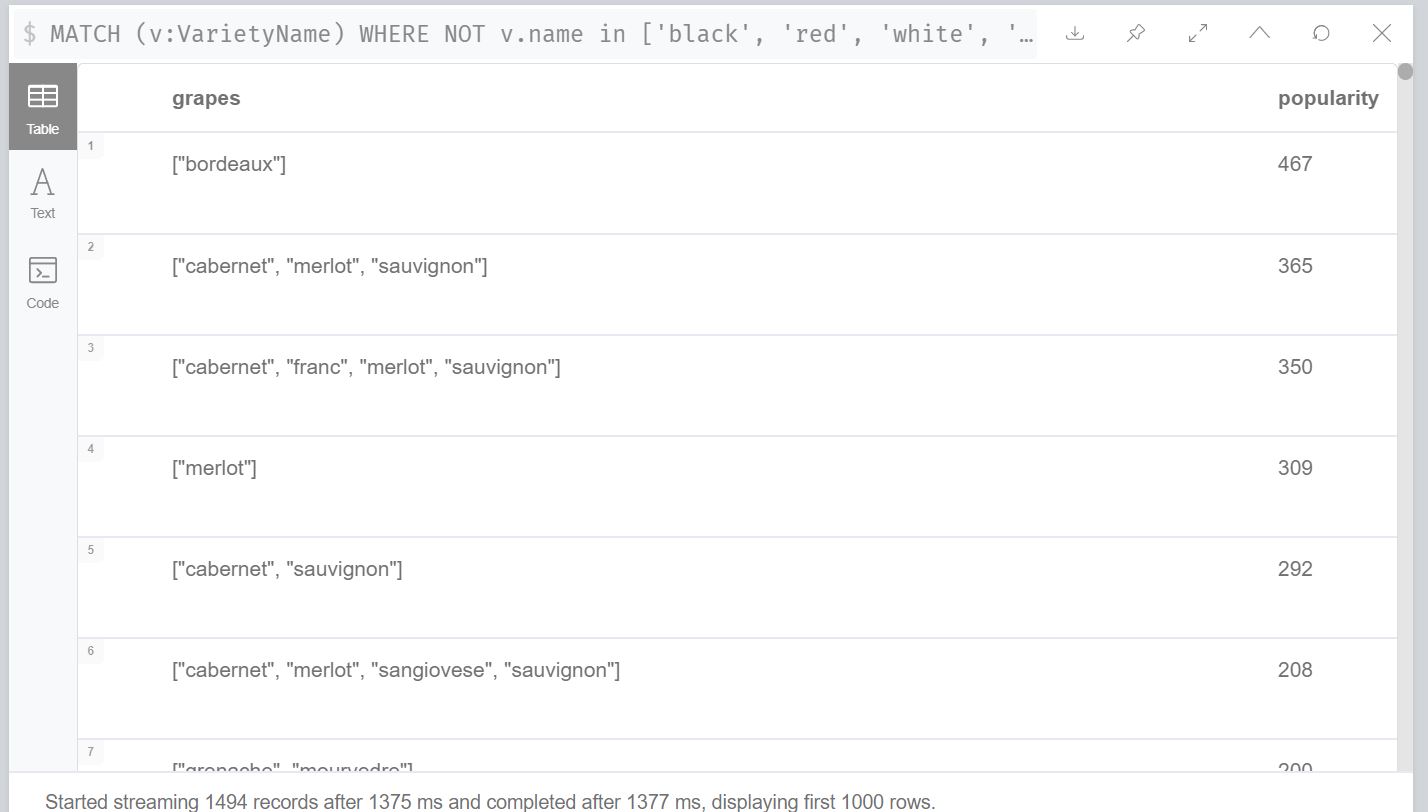 $ MATCH (v:VarietyName) WHERE NOT v.name in ['black', 'red', 'white', '…
Table
Text
Code
grapes popularity
1 ["bordeaux"] 467
2 ["cabernet", "merlot", "sauvignon"] 365
3 ["cabernet", "franc", "merlot", "sauvignon"] 350
4 ["merlot"] 309
5 ["cabernet", "sauvignon"] 292
6 ["cabernet", "merlot", "sangiovese", "sauvignon"] 208
7 ["grenache", "mourvedre"] 200
Started streaming 1494 records after 1375 ms and completed after 1377 ms, displaying first 1000 rows.